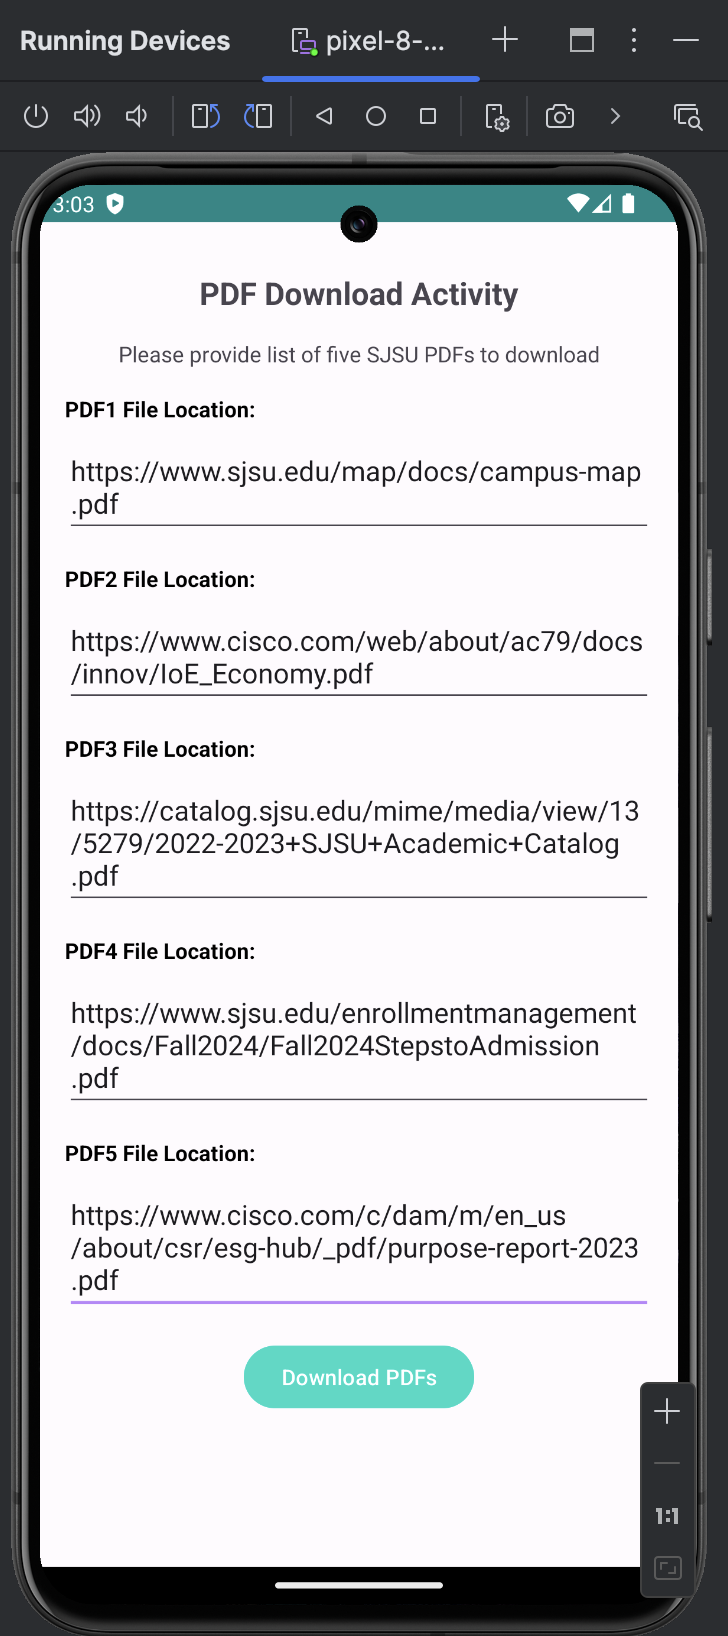 Running Devices
pixel-8-...
3:03
PDF Download Activity
Please provide list of five SJSU PDFs to download
PDF1 File Location:
https://www.sjsu.edu/map/docs/campus-map
.pdf
PDF2 File Location:
https://www.cisco.com/web/about/ac79/docs
/innov/IoE_Economy.pdf
PDF3 File Location:
https://catalog.sjsu.edu/mime/media/view/13
/5279/2022-2023+SJSU+Academic+Catalog
.pdf
PDF4 File Location:
https://www.sjsu.edu/enrollmentmanagement
/docs/Fall2024/Fall2024StepstoAdmission
.pdf
PDF5 File Location:
https://www.cisco.com/c/dam/m/en_us
/about/csr/esg-hub/_pdf/purpose-report-2023
.pdf
Download PDFs
1:1